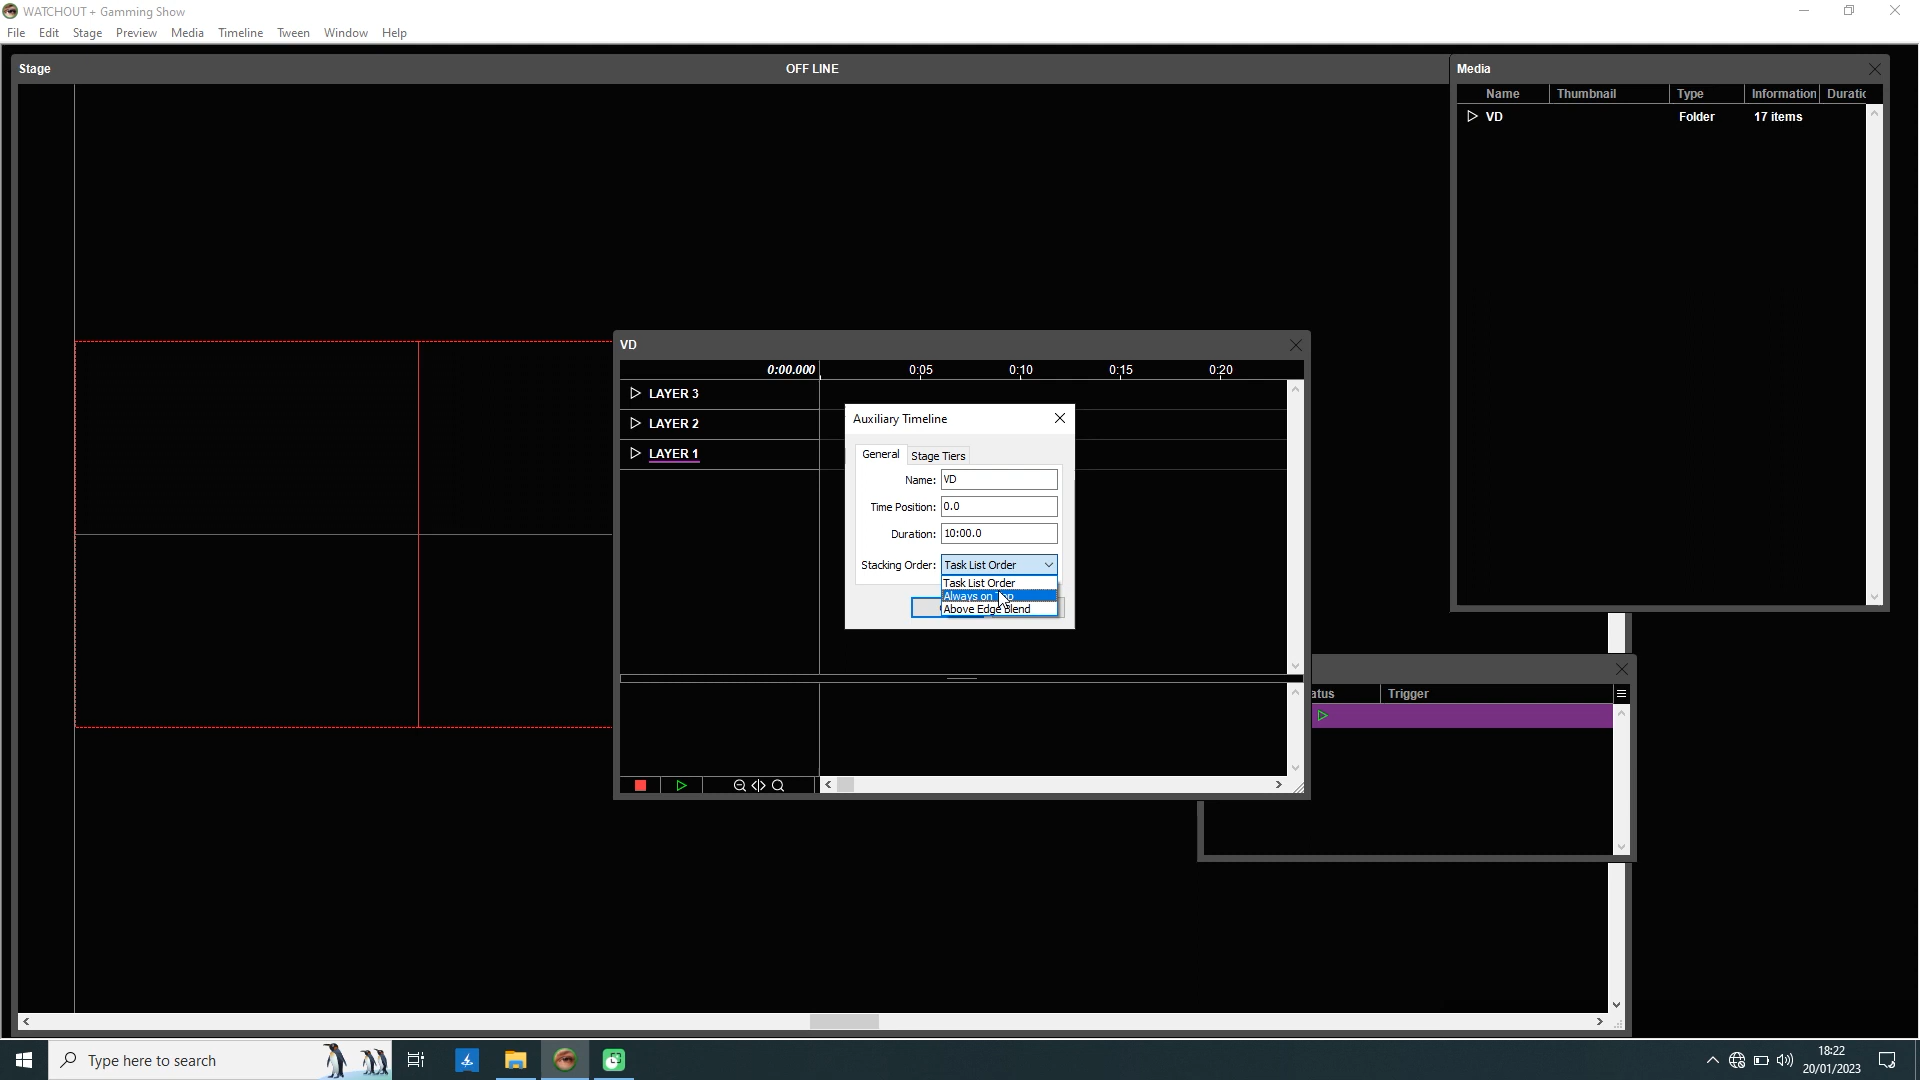 WATCHOUT + Gamming Show
File Edit Stage Preview Media Timeline Tween Window Help
Stage
OFF LINE
Media
Name Thumbnail Type Information Duratic
VD Folder 17 items
VD
0:00.000 0:05 0:10 0:15 0:20
LAYER 3
LAYER 2
LAYER 1
Auxiliary Timeline
General Stage Tiers
Name: VD
Time Position: 0.0
Duration: 10:00.0
Stacking Order: Task List Order
Task List Order
Always on
Above Edge Blend
atus Trigger
Type here to search
18:22
20/01/2023